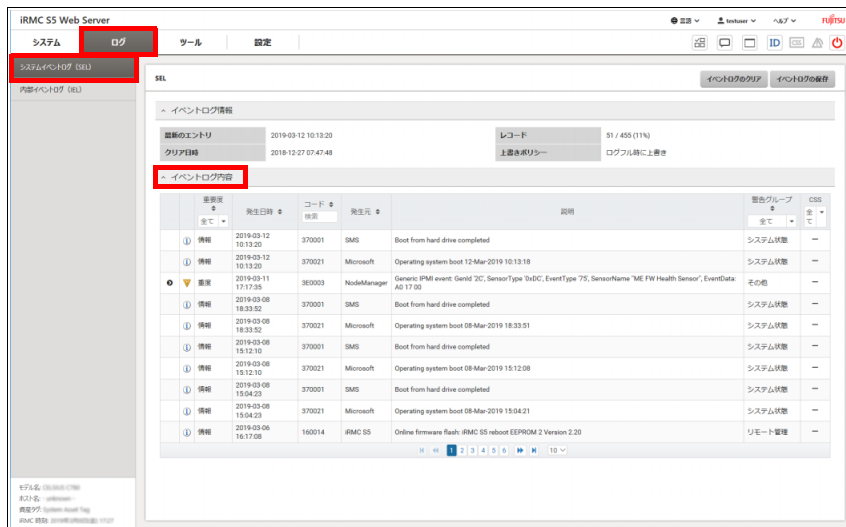 iRMC S5 Web Server
言語 testuser ヘルプ FUJITSU
システム ログ ツール 設定
ID CSS
システムイベントログ (SEL)
内部イベントログ (IEL)
SEL イベントログのクリア イベントログの保存
イベントログ情報
最新のエントリ 2019-03-12 10:13:20 レコード 51 / 455 (11%)
クリア日時 2018-12-27 07:47:48 上書きポリシー ログフル時に上書き
イベントログ内容
重要度 発生日時 コード 発生元 説明 警告グループ CSS
全て 検索 全て 全て
情報 2019-03-12 10:13:20 370001 SMS Boot from hard drive completed システム状態 –
情報 2019-03-12 10:13:20 370021 Microsoft Operating system boot 12-Mar-2019 10:13:18 システム状態 –
重度 2019-03-11 17:17:35 3E0003 NodeManager Generic IPMI event: GenId '2C', SensorType '0xDC', EventType '75', SensorName "ME FW Health Sensor", EventData: A0 17 00 その他 –
情報 2019-03-08 18:33:52 370001 SMS Boot from hard drive completed システム状態 –
情報 2019-03-08 18:33:52 370021 Microsoft Operating system boot 08-Mar-2019 18:33:51 システム状態 –
情報 2019-03-08 15:12:10 370001 SMS Boot from hard drive completed システム状態 –
情報 2019-03-08 15:12:10 370021 Microsoft Operating system boot 08-Mar-2019 15:12:08 システム状態 –
情報 2019-03-08 15:04:23 370001 SMS Boot from hard drive completed システム状態 –
情報 2019-03-08 15:04:23 370021 Microsoft Operating system boot 08-Mar-2019 15:04:21 システム状態 –
情報 2019-03-06 16:17:08 160014 iRMC S5 Online firmware flash: iRMC S5 reboot EEPROM 2 Version 2.20 リモート管理 –
1 2 3 4 5 6 10
モデル名:
ホスト名:
資産タグ: System Asset Tag
iRMC 時刻: